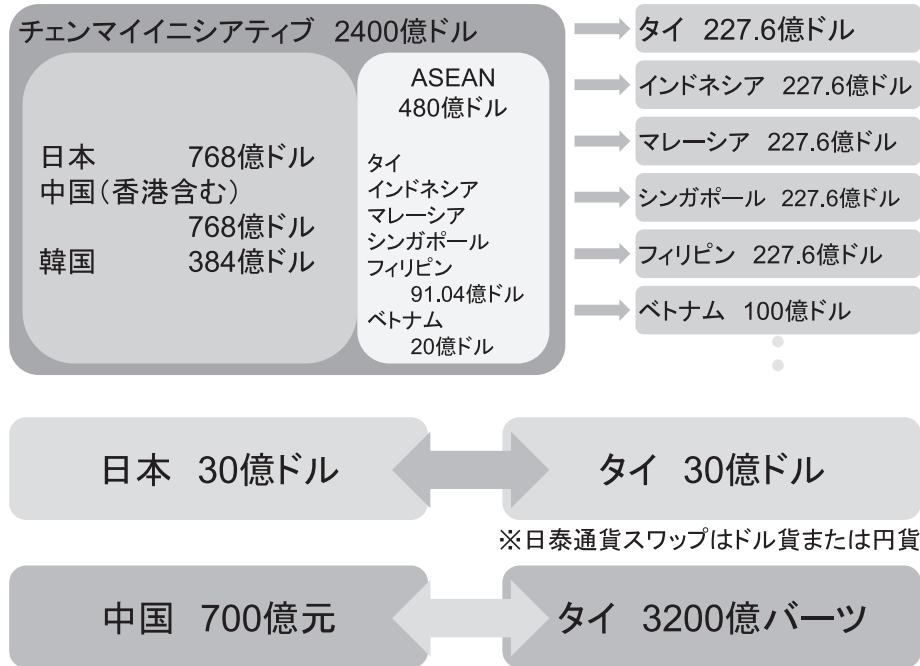 チェンマイイニシアティブ 2400億ドル
日本 768億ドル
中国(香港含む)
768億ドル
韓国 384億ドル
ASEAN
480億ドル
タイ
インドネシア
マレーシア
シンガポール
フィリピン
91.04億ドル
ベトナム
20億ドル
タイ 227.6億ドル
インドネシア 227.6億ドル
マレーシア 227.6億ドル
シンガポール 227.6億ドル
フィリピン 227.6億ドル
ベトナム 100億ドル
日本 30億ドル
タイ 30億ドル
※日泰通貨スワップはドル貨または円貨
中国 700億元
タイ 3200億バーツ